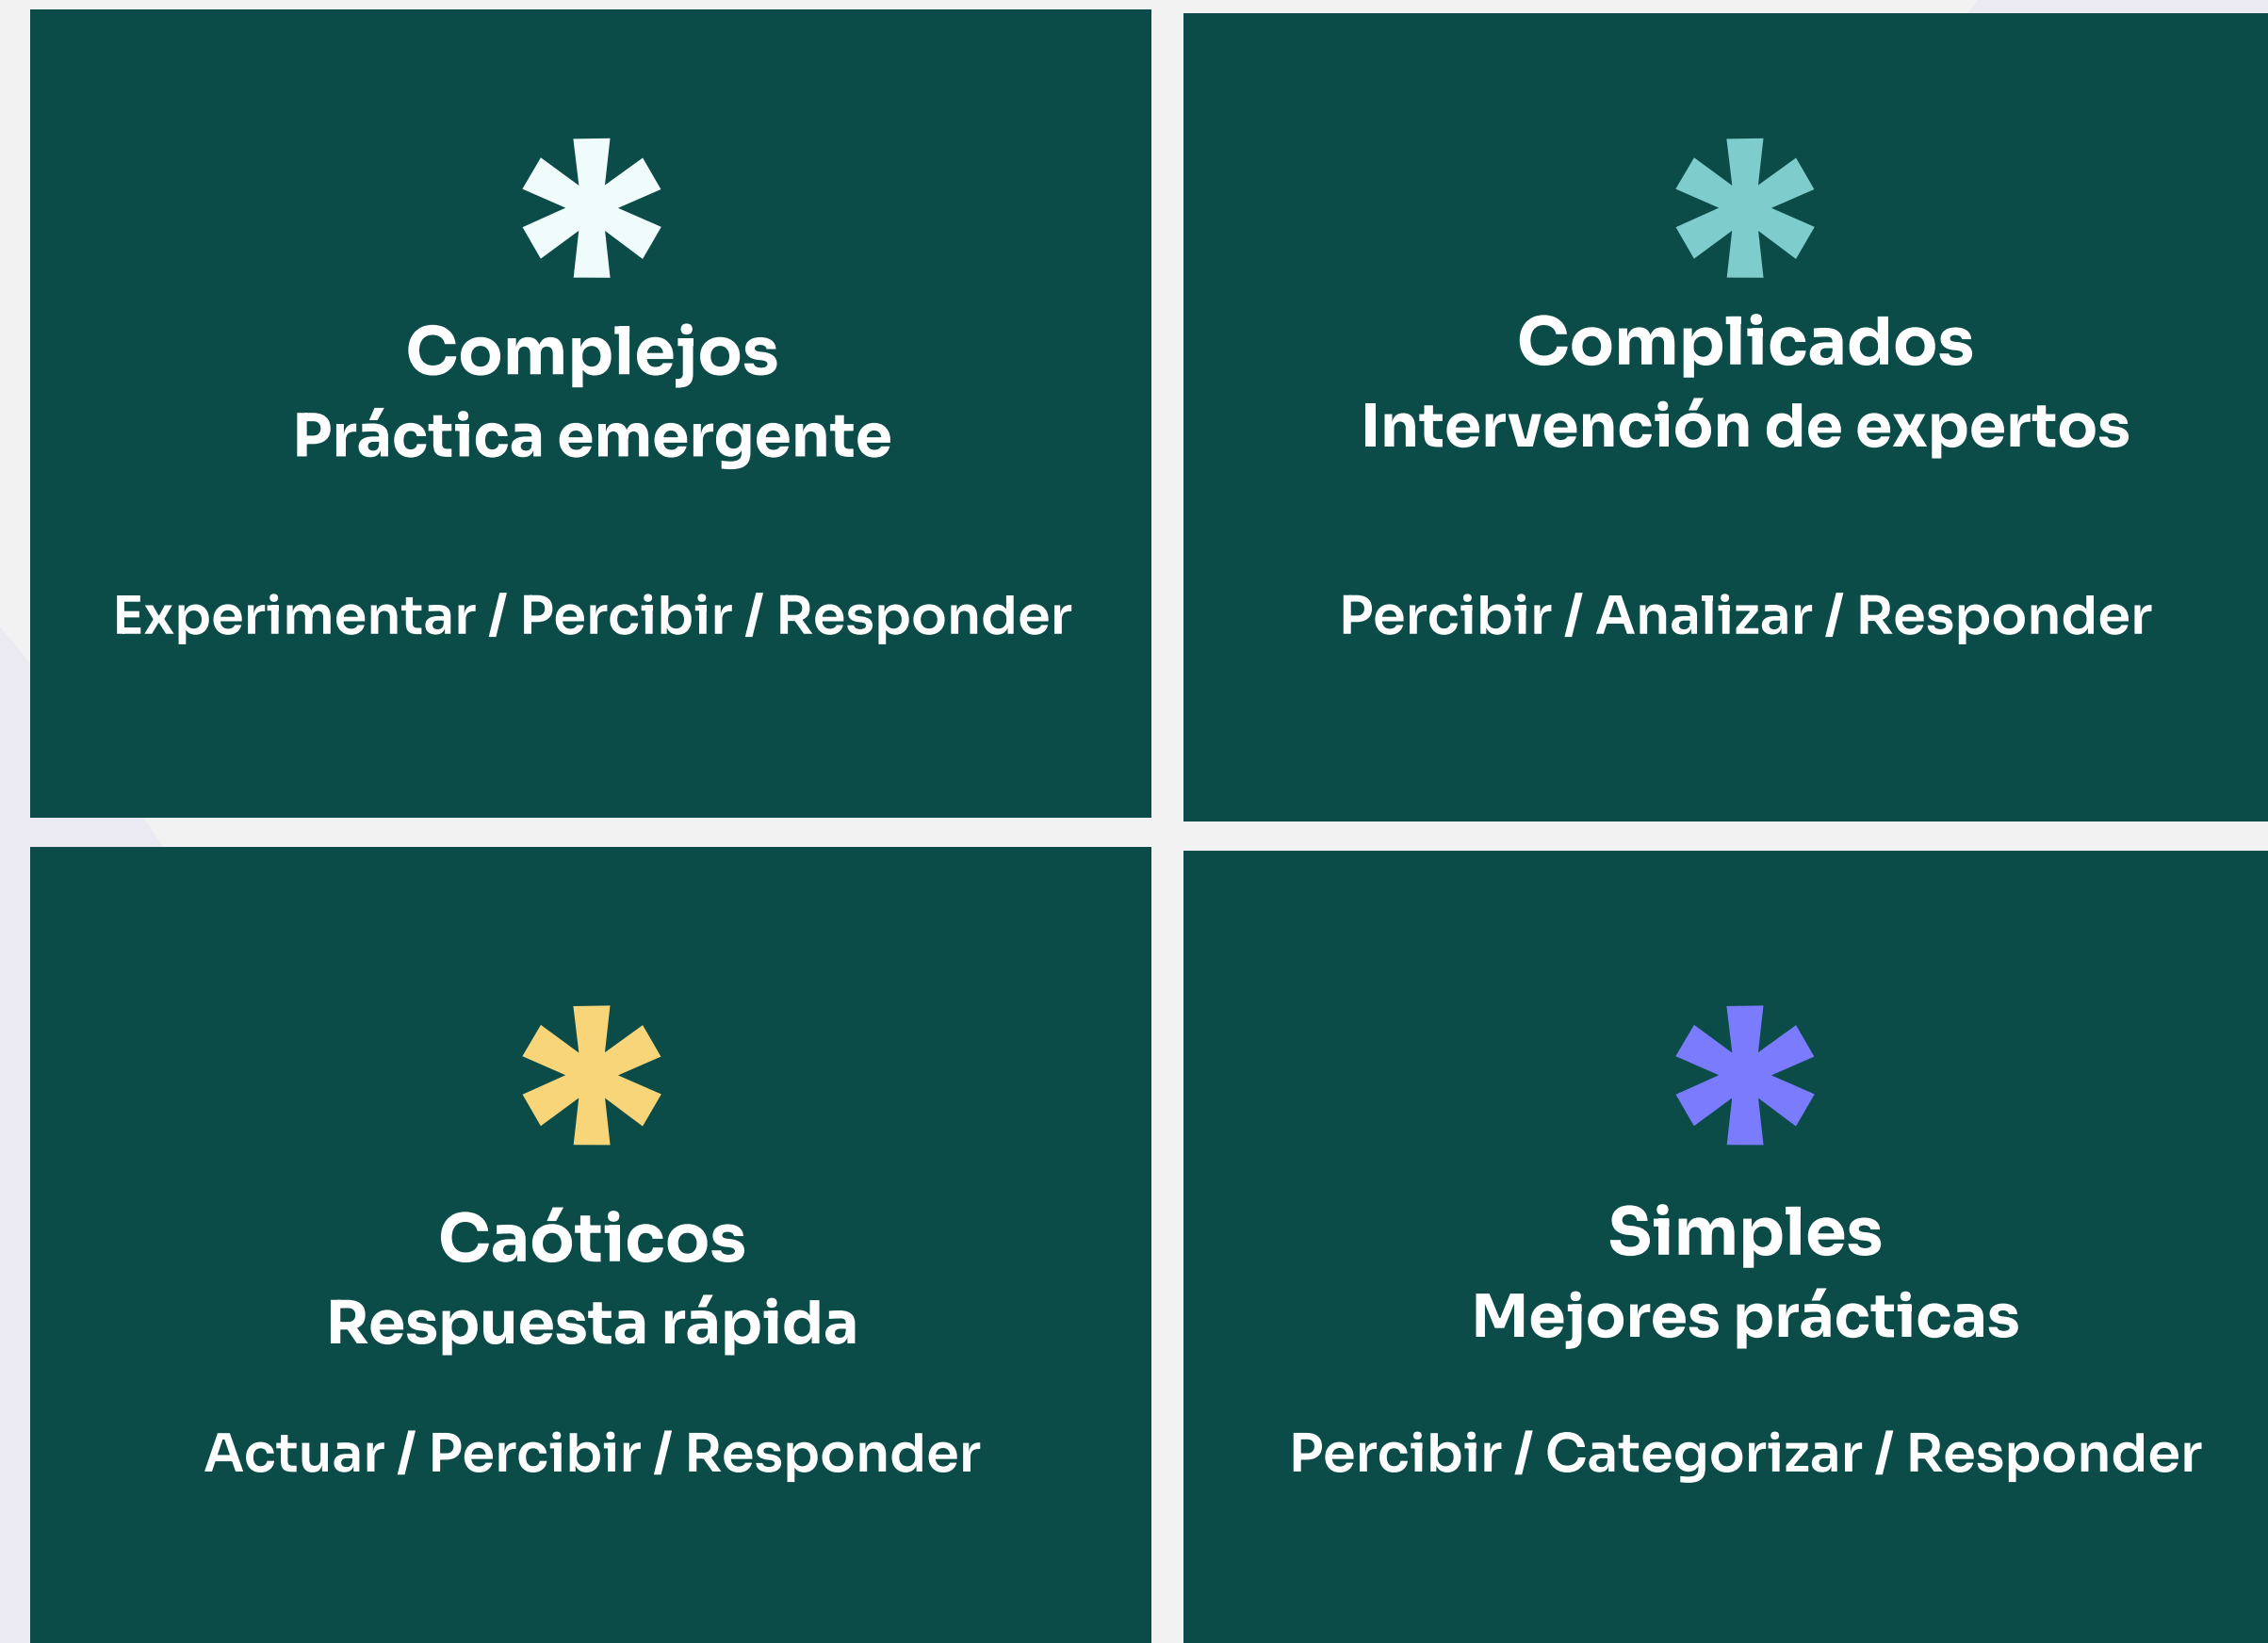 Complejos
Práctica emergente
Experimentar / Percibir / Responder
Complicados
Intervención de expertos
Percibir / Analizar / Responder
Caóticos
Respuesta rápida
Actuar / Percibir / Responder
Simples
Mejores prácticas
Percibir / Categorizar / Responder